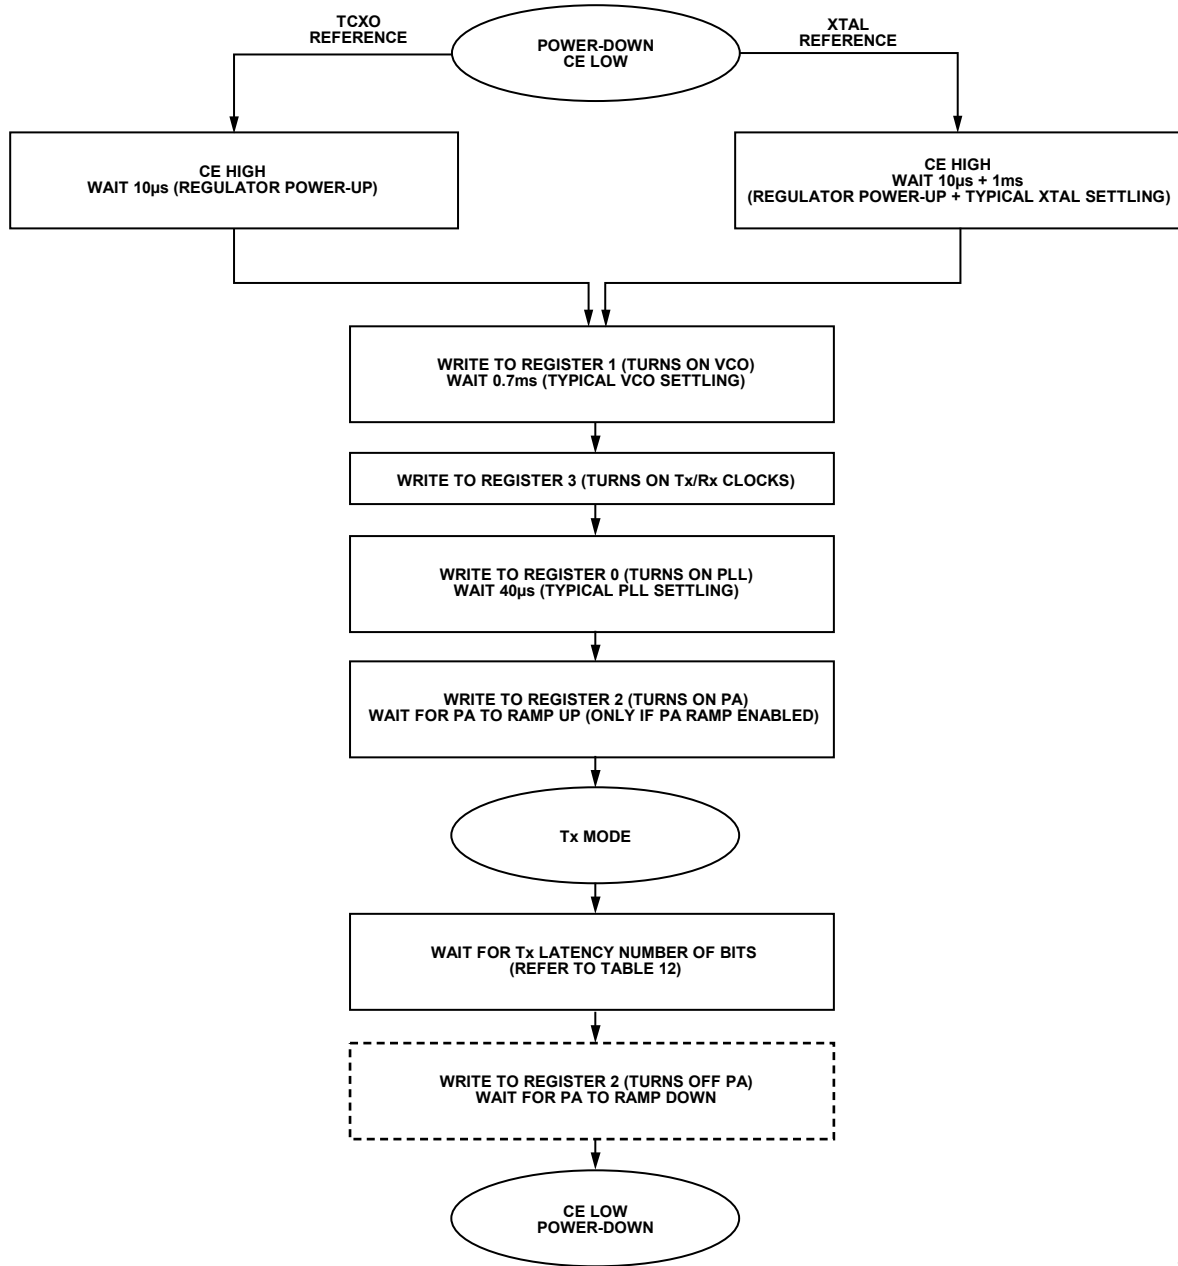 TCXO
REFERENCE
POWER-DOWN
CE LOW
XTAL
REFERENCE
CE HIGH
WAIT 10µs (REGULATOR POWER-UP)
CE HIGH
WAIT 10µs + 1ms
(REGULATOR POWER-UP + TYPICAL XTAL SETTLING)
WRITE TO REGISTER 1 (TURNS ON VCO)
WAIT 0.7ms (TYPICAL VCO SETTLING)
WRITE TO REGISTER 3 (TURNS ON Tx/Rx CLOCKS)
WRITE TO REGISTER 0 (TURNS ON PLL)
WAIT 40µs (TYPICAL PLL SETTLING)
WRITE TO REGISTER 2 (TURNS ON PA)
WAIT FOR PA TO RAMP UP (ONLY IF PA RAMP ENABLED)
Tx MODE
WAIT FOR Tx LATENCY NUMBER OF BITS
(REFER TO TABLE 12)
WRITE TO REGISTER 2 (TURNS OFF PA)
WAIT FOR PA TO RAMP DOWN
CE LOW
POWER-DOWN